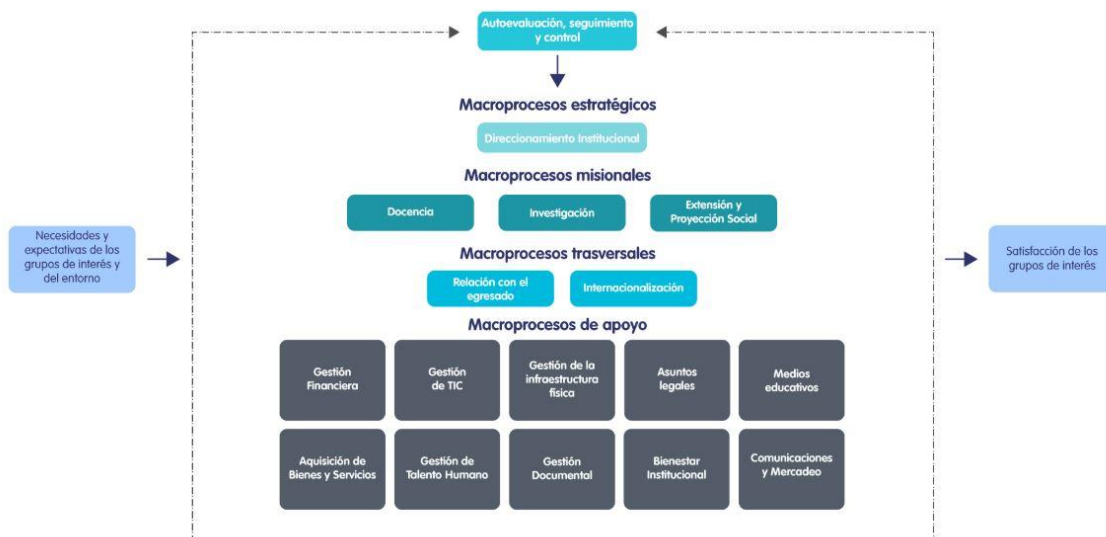 Autoevaluación, seguimiento
y control
Macroprocesos estratégicos
Direccionamiento Institucional
Macroprocesos misionales
Docencia
Investigación
Extensión y
Proyección Social
Necesidades y
expectativas de los
grupos de interés y
del entorno
Macroprocesos trasversales
Satisfacción de los
grupos de interés
Relación con el
egresado
Internacionalización
Macroprocesos de apoyo
Gestión
Financiera
Gestión
de TIC
Gestión de la
infraestructura
física
Asuntos
legales
Medios
educativos
Aquisición de
Bienes y Servicios
Gestión de
Talento Humano
Gestión
Documental
Bienestar
Institucional
Comunicaciones
y Mercadeo